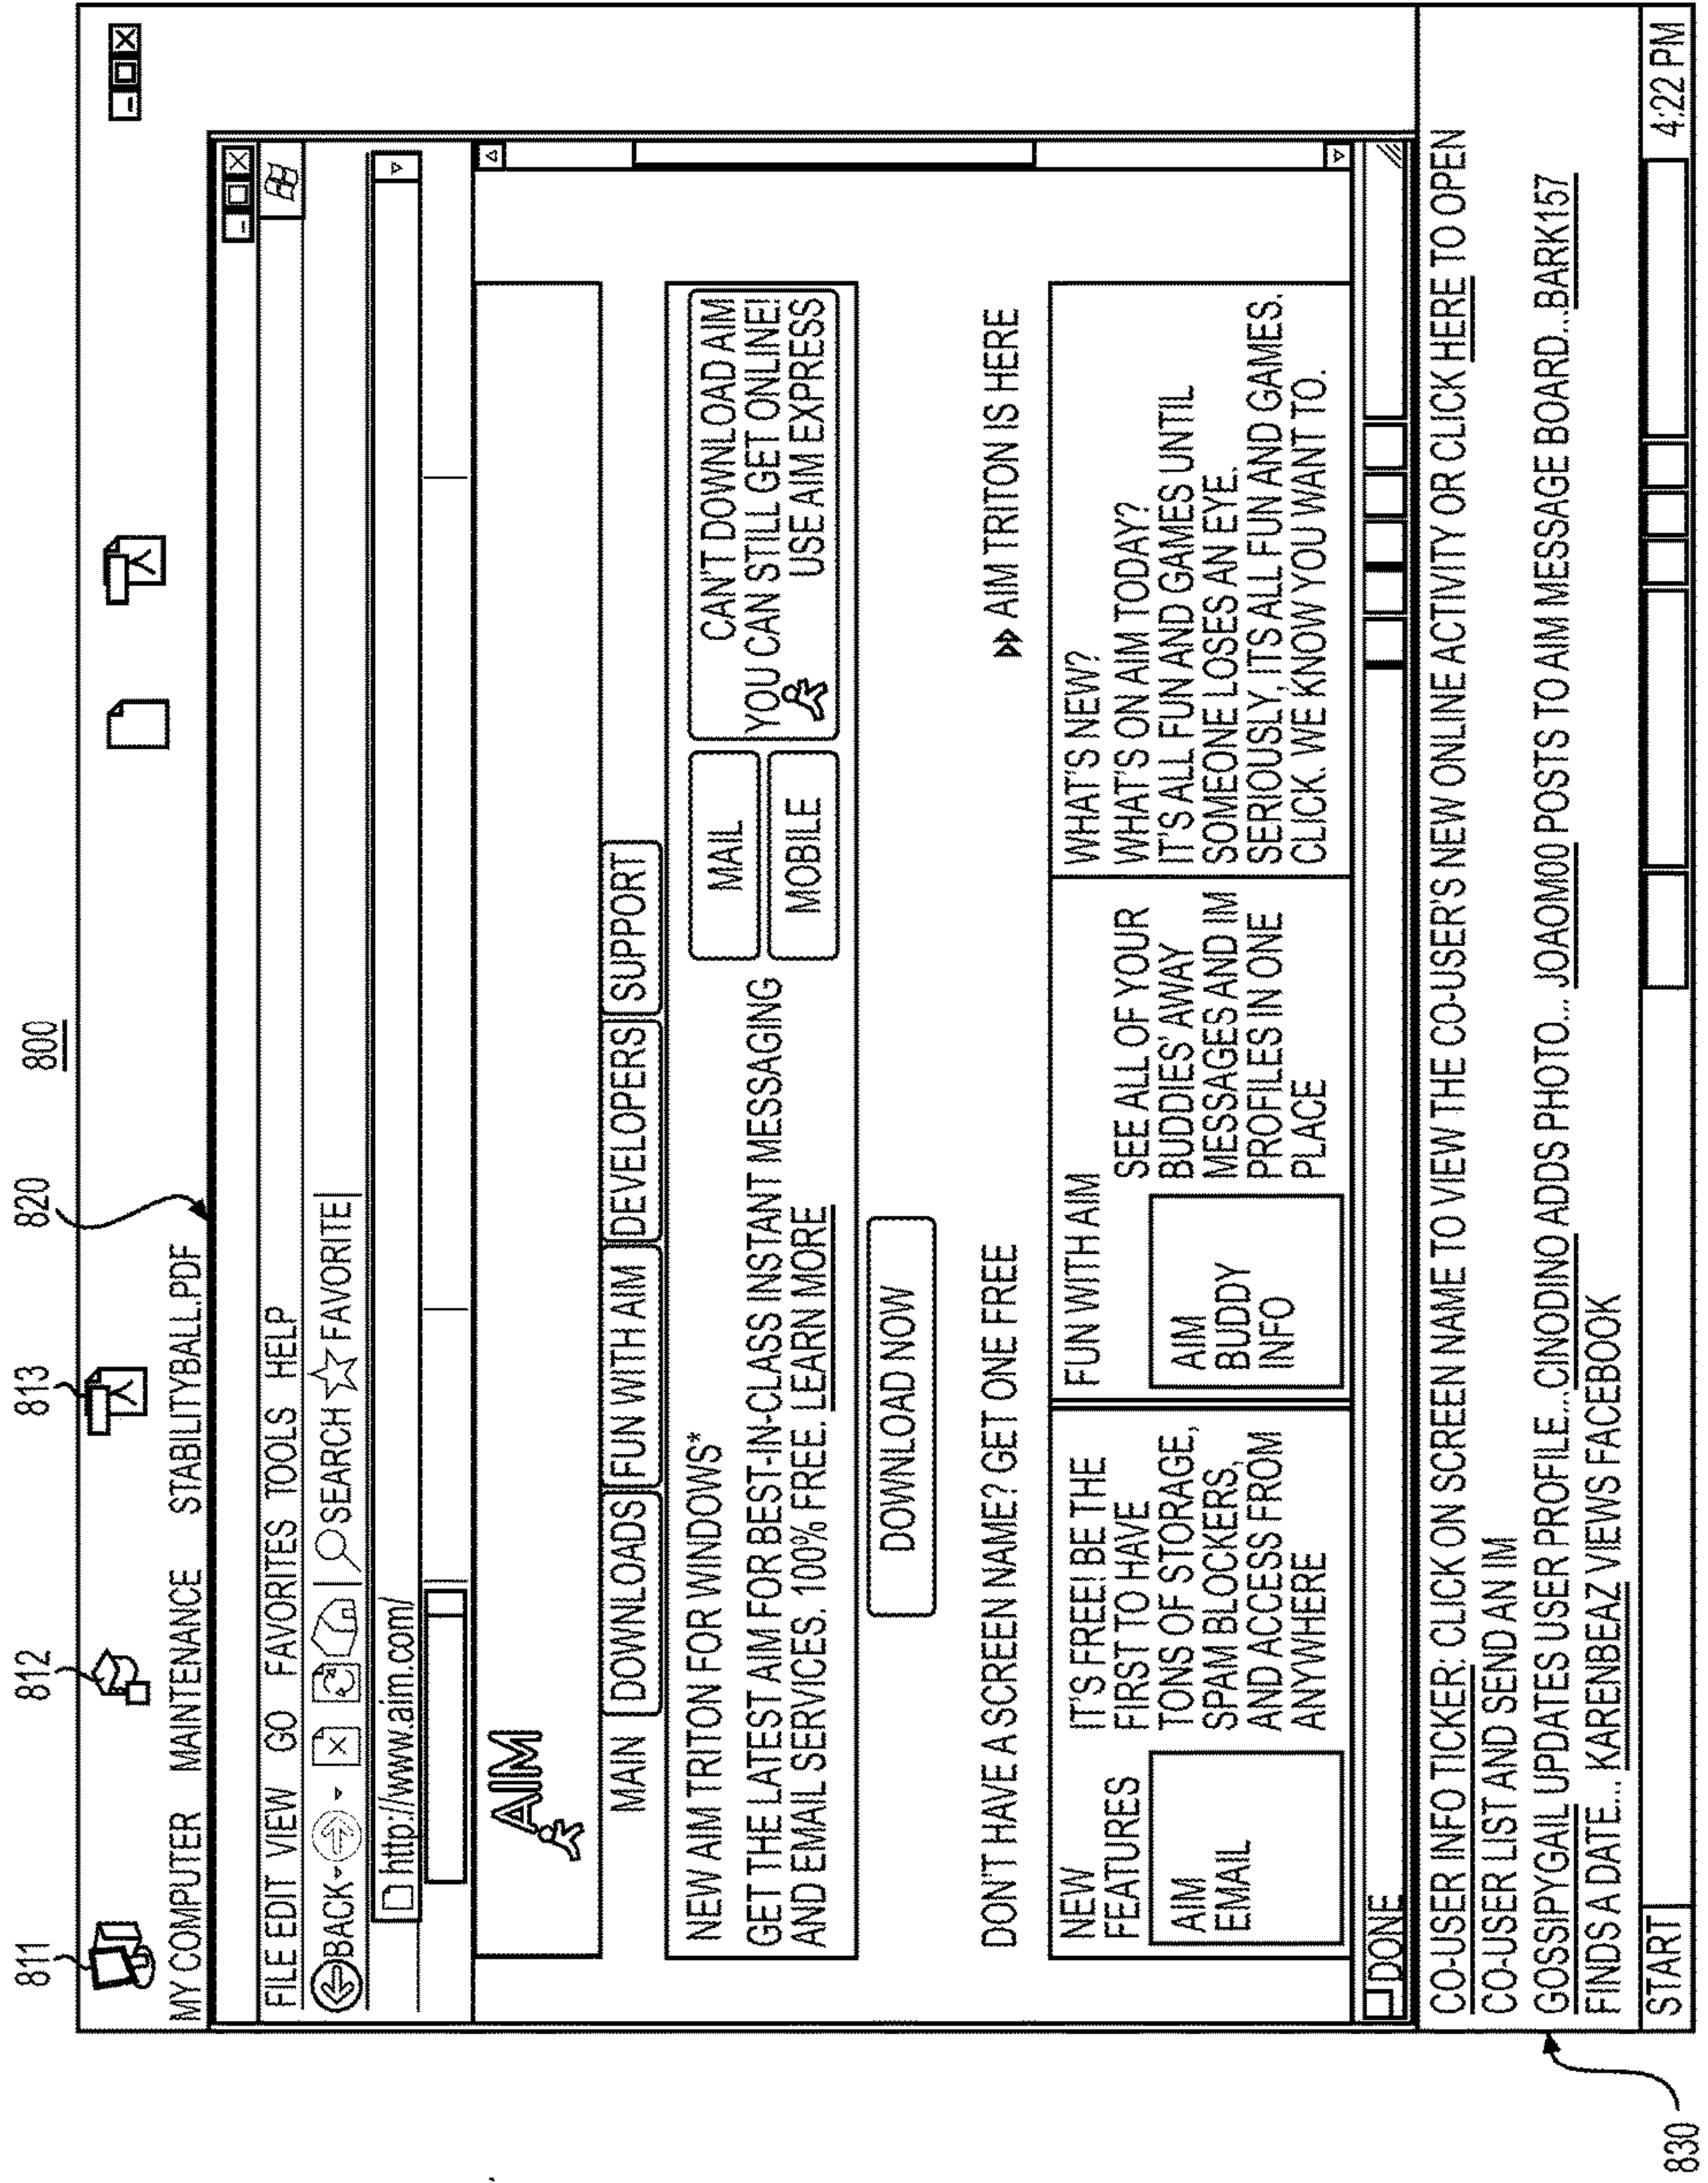 800
811
812
813
820
MY COMPUTER MAINTENANCE STABILITYBALL.PDF
FILE EDIT VIEW GO FAVORITES TOOLS HELP
BACK SEARCH FAVORITE
http://www.aim.com/
AIM
MAIN DOWNLOADS FUN WITH AIM DEVELOPERS SUPPORT
NEW AIM TRITON FOR WINDOWS*
GET THE LATEST AIM FOR BEST-IN-CLASS INSTANT MESSAGING
AND EMAIL SERVICES. 100% FREE. LEARN MORE
MAIL
MOBILE
CAN'T DOWNLOAD AIM
YOU CAN STILL GET ONLINE!
USE AIM EXPRESS
DOWNLOAD NOW
DON'T HAVE A SCREEN NAME? GET ONE FREE
AIM TRITON IS HERE
NEW
FEATURES
AIM
EMAIL
IT'S FREE! BE THE
FIRST TO HAVE
TONS OF STORAGE,
SPAM BLOCKERS,
AND ACCESS FROM
ANYWHERE
FUN WITH AIM
AIM
BUDDY
INFO
SEE ALL OF YOUR
BUDDIES' AWAY
MESSAGES AND IM
PROFILES IN ONE
PLACE
WHAT'S NEW?
WHAT'S ON AIM TODAY?
IT'S ALL FUN AND GAMES UNTIL
SOMEONE LOSES AN EYE.
SERIOUSLY, ITS ALL FUN AND GAMES.
CLICK. WE KNOW YOU WANT TO.
DONE
CO-USER INFO TICKER: CLICK ON SCREEN NAME TO VIEW THE CO-USER'S NEW ONLINE ACTIVITY OR CLICK HERE TO OPEN
CO-USER LIST AND SEND AN IM
GOSSIPYGAIL UPDATES USER PROFILE...CINODINO ADDS PHOTO... JOAOM00 POSTS TO AIM MESSAGE BOARD...BARK157
FINDS A DATE... KARENBEAZ VIEWS FACEBOOK
START 4:22 PM
830